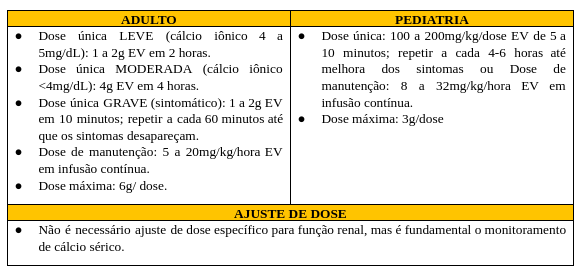 ADULTO
● Dose única LEVE (cálcio iônico 4 a
5mg/dL): 1 a 2g EV em 2 horas.
● Dose única MODERADA (cálcio iônico
<4mg/dL): 4g EV em 4 horas.
● Dose única GRAVE (sintomático): 1 a 2g EV
em 10 minutos; repetir a cada 60 minutos até
que os sintomas desapareçam.
● Dose de manutenção: 5 a 20mg/kg/hora EV
em infusão contínua.
● Dose máxima: 6g/ dose.
PEDIATRIA
● Dose única: 100 a 200mg/kg/dose EV de 5 a
10 minutos; repetir a cada 4-6 horas até
melhora dos sintomas ou Dose de
manutenção: 8 a 32mg/kg/hora EV em
infusão contínua.
● Dose máxima: 3g/dose
AJUSTE DE DOSE
● Não é necessário ajuste de dose específico para função renal, mas é fundamental o monitoramento
de cálcio sérico.